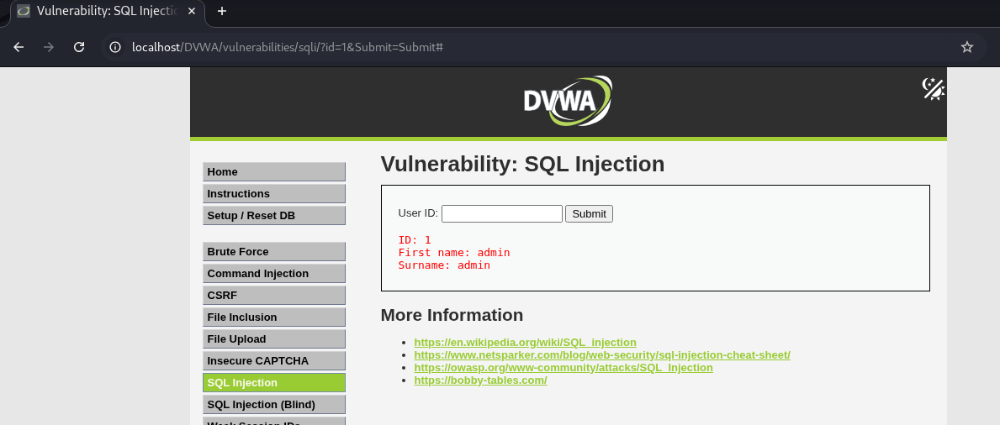 Vulnerability: SQL Injectio
localhost/DVWA/vulnerabilities/sqli/?id=1&Submit=Submit#
DVWA
Vulnerability: SQL Injection
Home
Instructions
Setup / Reset DB
Brute Force
Command Injection
CSRF
File Inclusion
File Upload
Insecure CAPTCHA
SQL Injection
SQL Injection (Blind)
Weak Session IDs
User ID:
Submit
ID: 1
First name: admin
Surname: admin
More Information
https://en.wikipedia.org/wiki/SQL_injection
https://www.netsparker.com/blog/web-security/sql-injection-cheat-sheet/
https://owasp.org/www-community/attacks/SQL_Injection
https://bobby-tables.com/